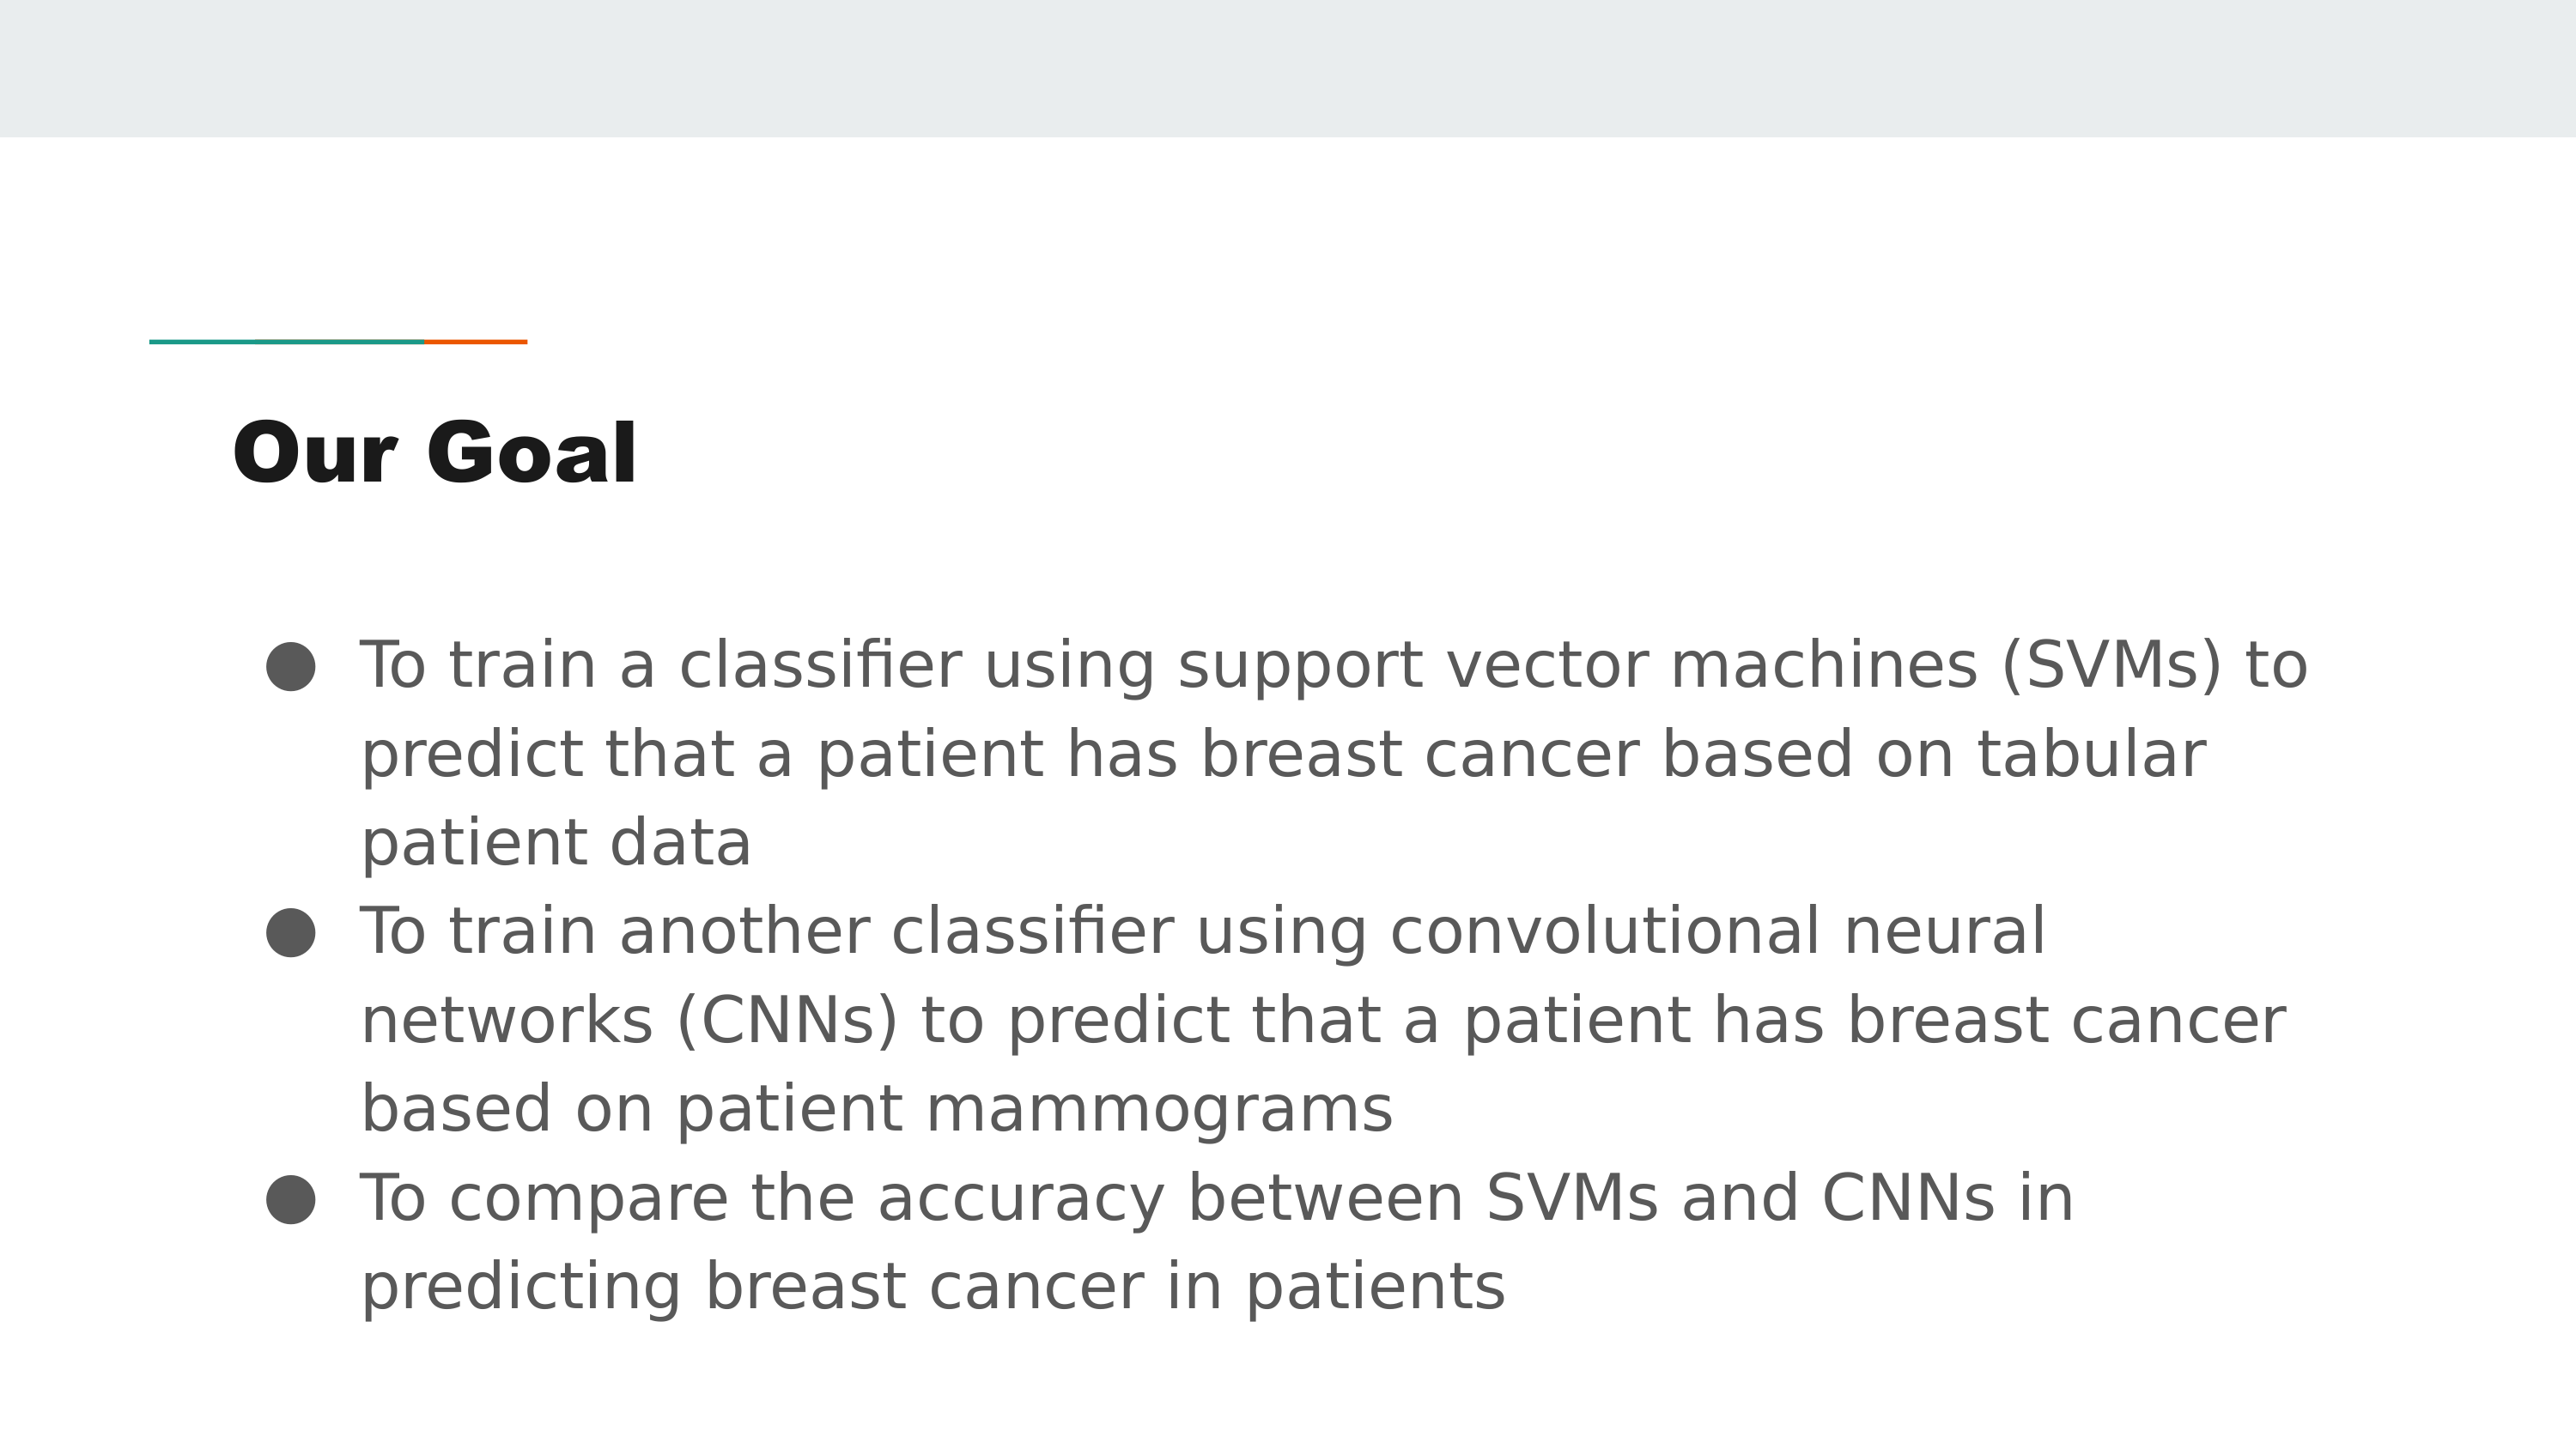 Our Goal
● To train a classifier using support vector machines (SVMs) to
predict that a patient has breast cancer based on tabular
patient data
● To train another classifier using convolutional neural
networks (CNNs) to predict that a patient has breast cancer
based on patient mammograms
● To compare the accuracy between SVMs and CNNs in
predicting breast cancer in patients